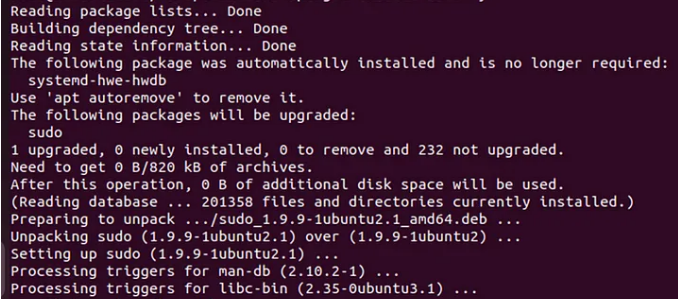 Reading package lists... Done
Building dependency tree... Done
Reading state information... Done
The following package was automatically installed and is no longer required:
  systemd-hwe-hwdb
Use 'apt autoremove' to remove it.
The following packages will be upgraded:
  sudo
1 upgraded, 0 newly installed, 0 to remove and 232 not upgraded.
Need to get 0 B/820 kB of archives.
After this operation, 0 B of additional disk space will be used.
(Reading database ... 201358 files and directories currently installed.)
Preparing to unpack .../sudo_1.9.9-1ubuntu2.1_amd64.deb ...
Unpacking sudo (1.9.9-1ubuntu2.1) over (1.9.9-1ubuntu2) ...
Setting up sudo (1.9.9-1ubuntu2.1) ...
Processing triggers for man-db (2.10.2-1) ...
Processing triggers for libc-bin (2.35-0ubuntu3.1) ...